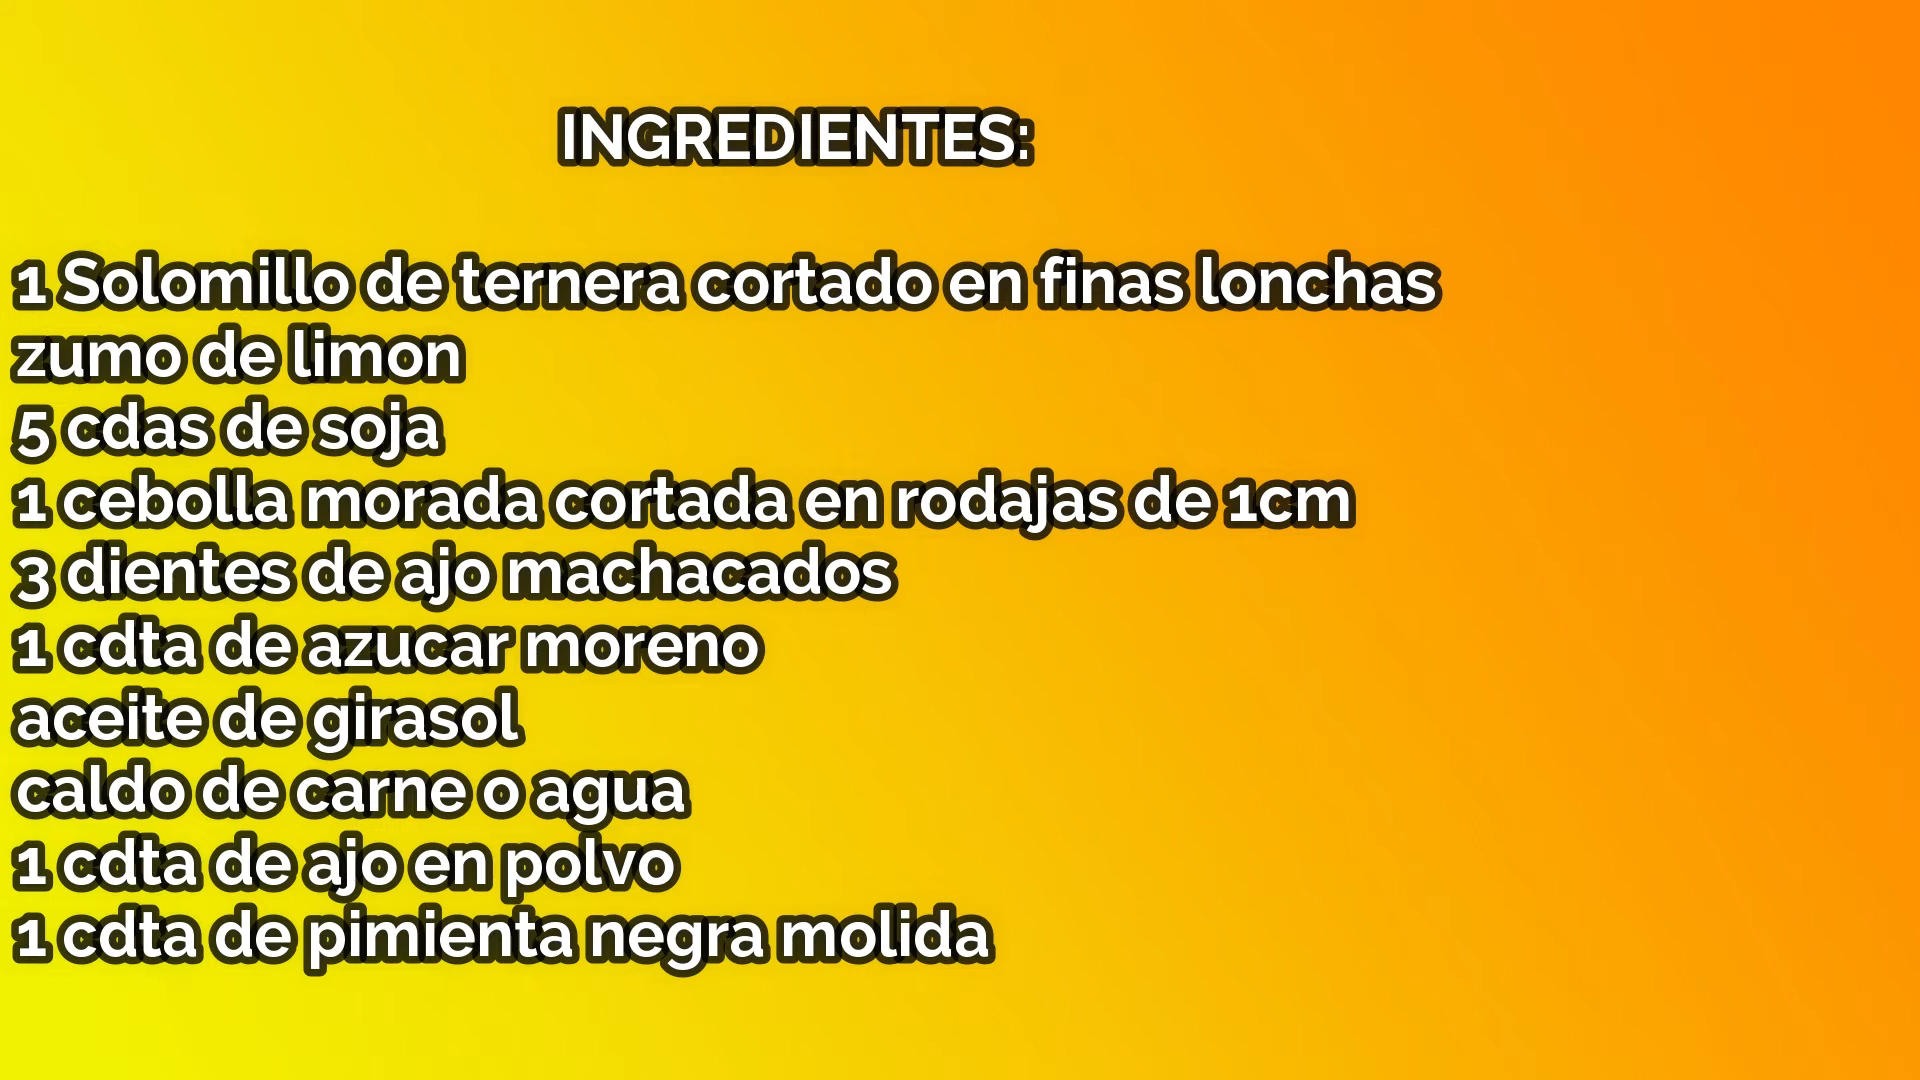 INGREDIENTES:
1 Solomillo de ternera cortado en finas lonchas
zumo de limon
5 cdas de soja
1 cebolla morada cortada en rodajas de 1cm
3 dientes de ajo machacados
1 cdta de azucar moreno
aceite de girasol
caldo de carne o agua
1 cdta de ajo en polvo
1 cdta de pimienta negra molida